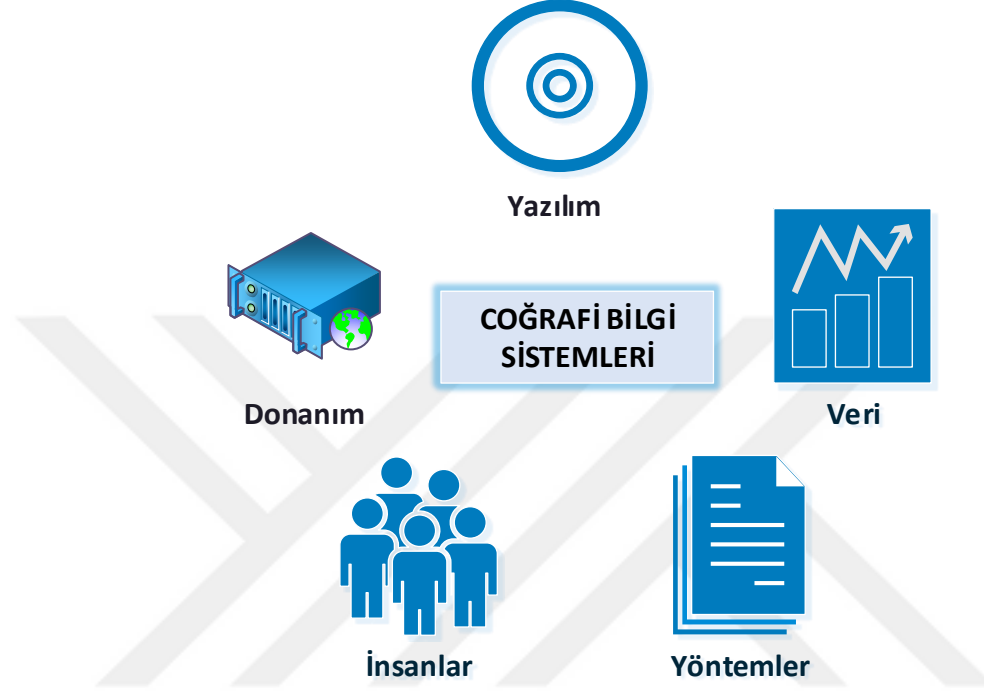 Yazılım
COĞRAFİ BİLGİ
SİSTEMLERİ
Donanım
Veri
İnsanlar
Yöntemler